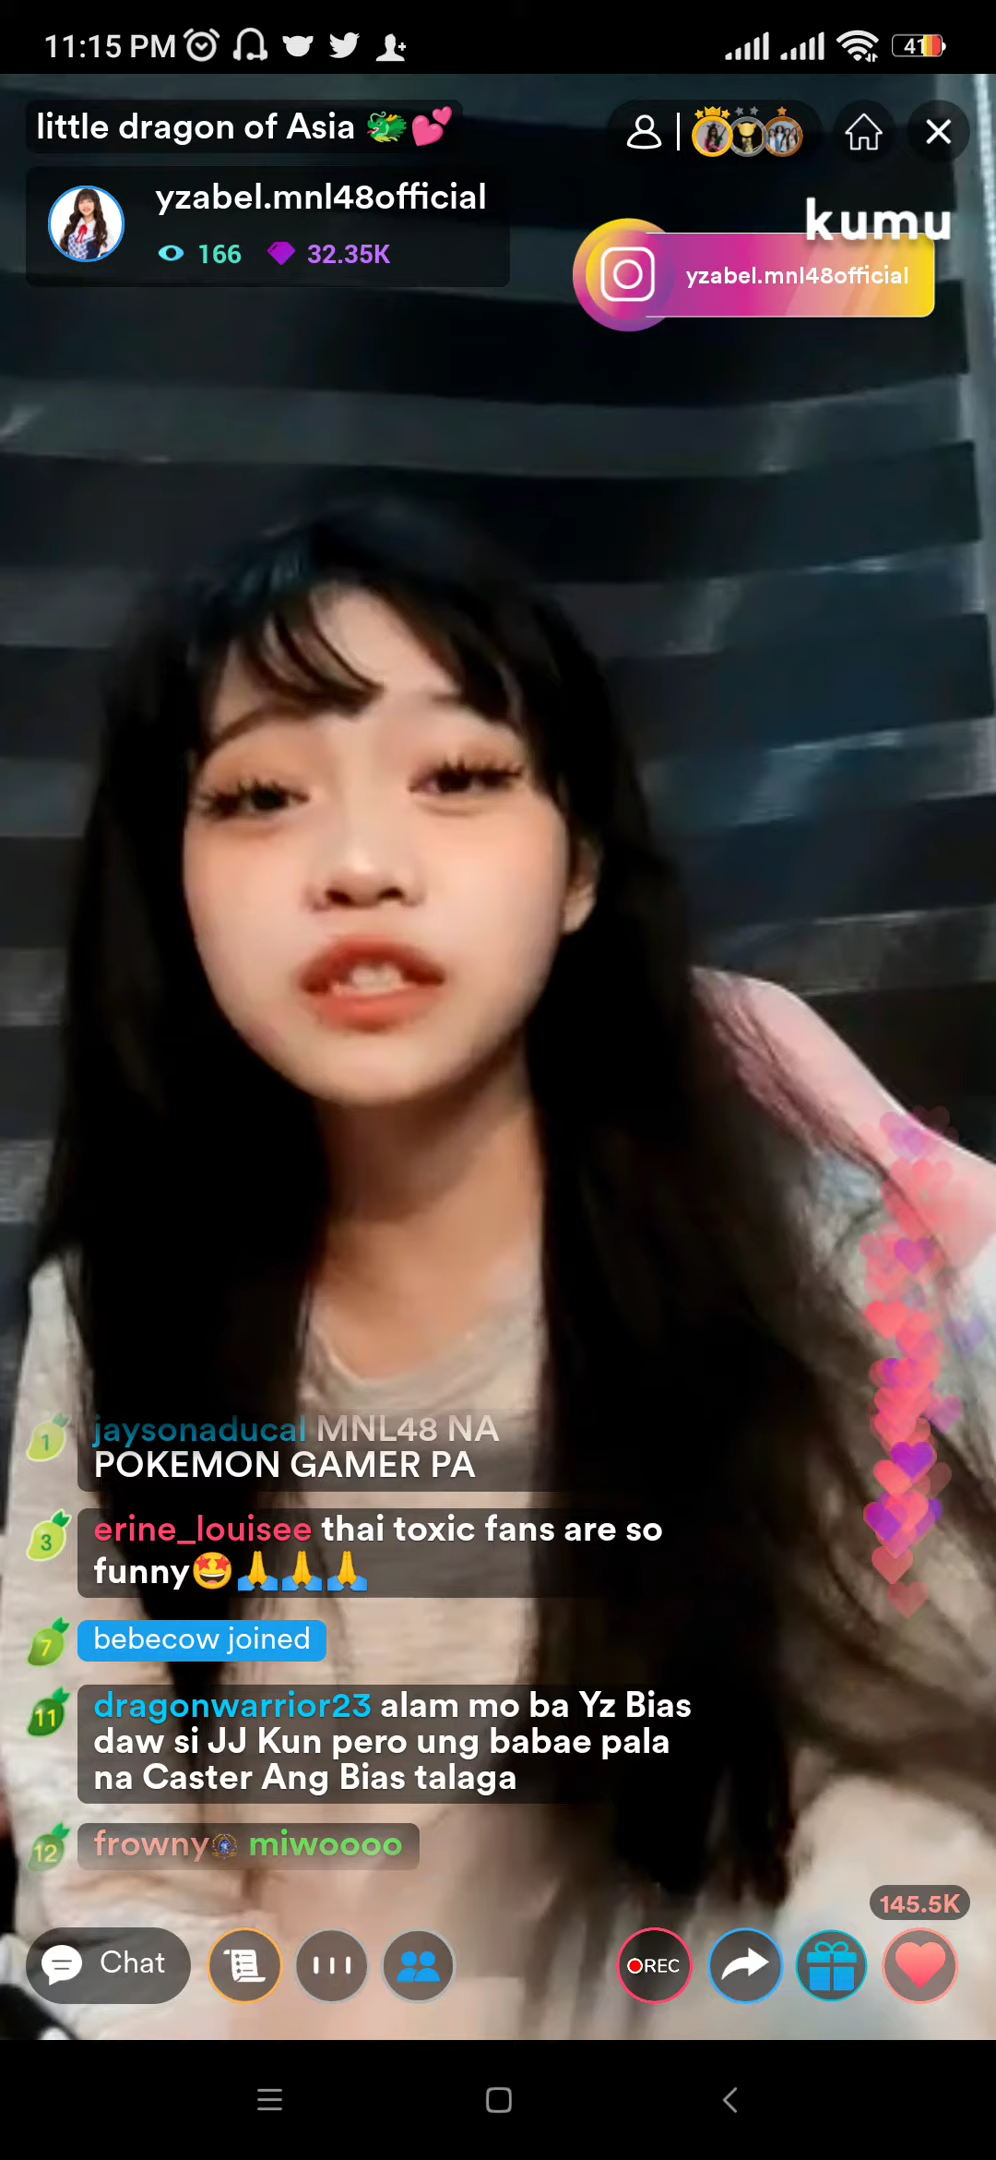 11:15 PM
41
little dragon of Asia 🐲💕
yzabel.mnl48official
166 32.35K
kumu
yzabel.mnl48official
1 jaysonaducal MNL48 NA
POKEMON GAMER PA
3 erine_louisee thai toxic fans are so
funny🤩🙏🙏🙏
7 bebecow joined
11 dragonwarrior23 alam mo ba Yz Bias
daw si JJ Kun pero ung babae pala
na Caster Ang Bias talaga
12 frowny miwoooo
145.5K
Chat
REC